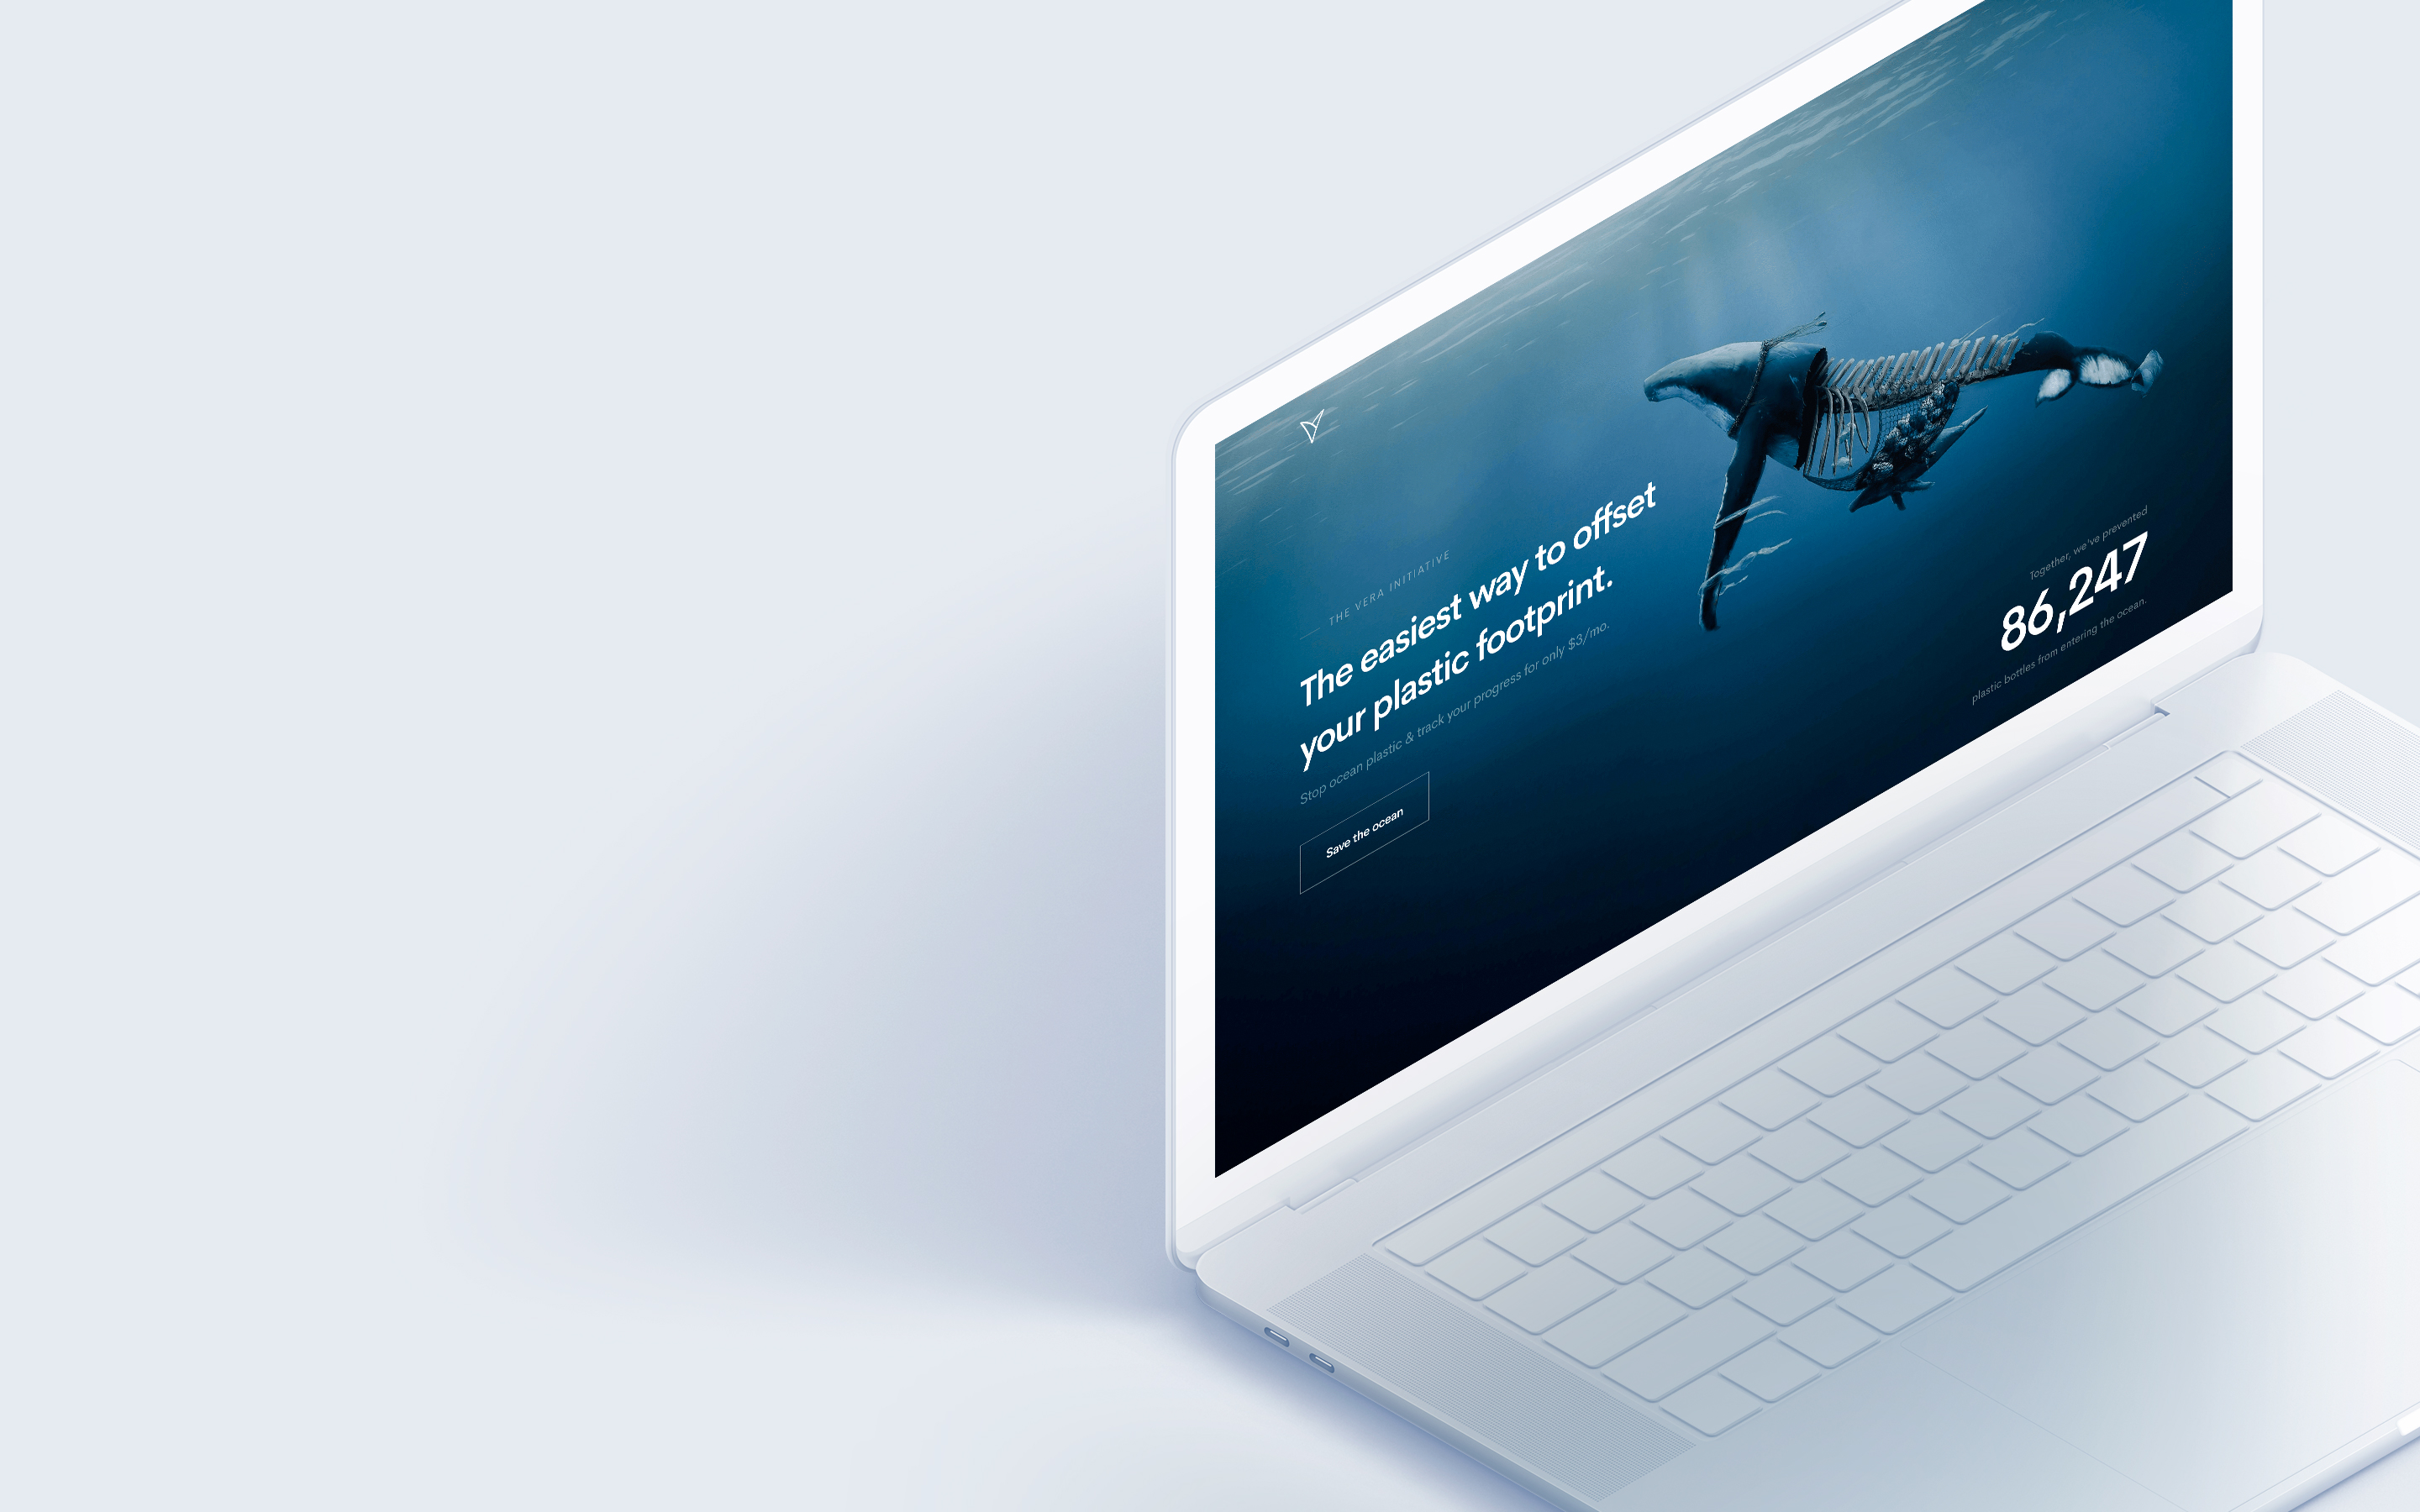 THE VERA INITIATIVE
The easiest way to offset
your plastic footprint.
Stop ocean plastic & track your progress for only $3/mo.
Save the ocean
Together, we've prevented
86,247
plastic bottles from entering the ocean.